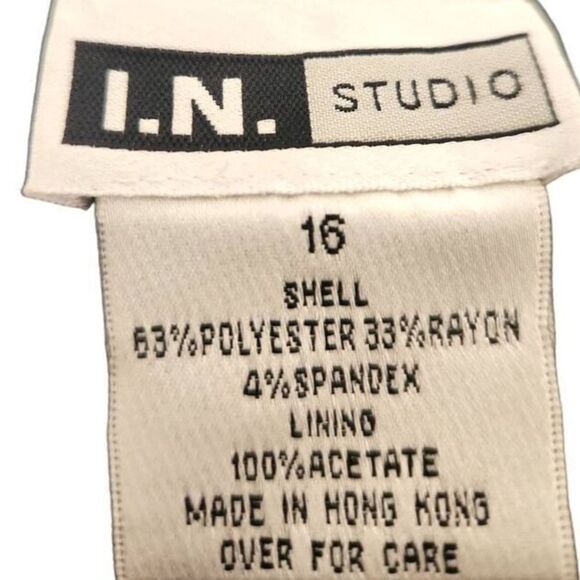 I.N. STUDIO
16
SHELL
63%POLYESTER 33%RAYON
4%SPANDEX
LINING
100%ACETATE
MADE IN HONG KONG
OVER FOR CARE